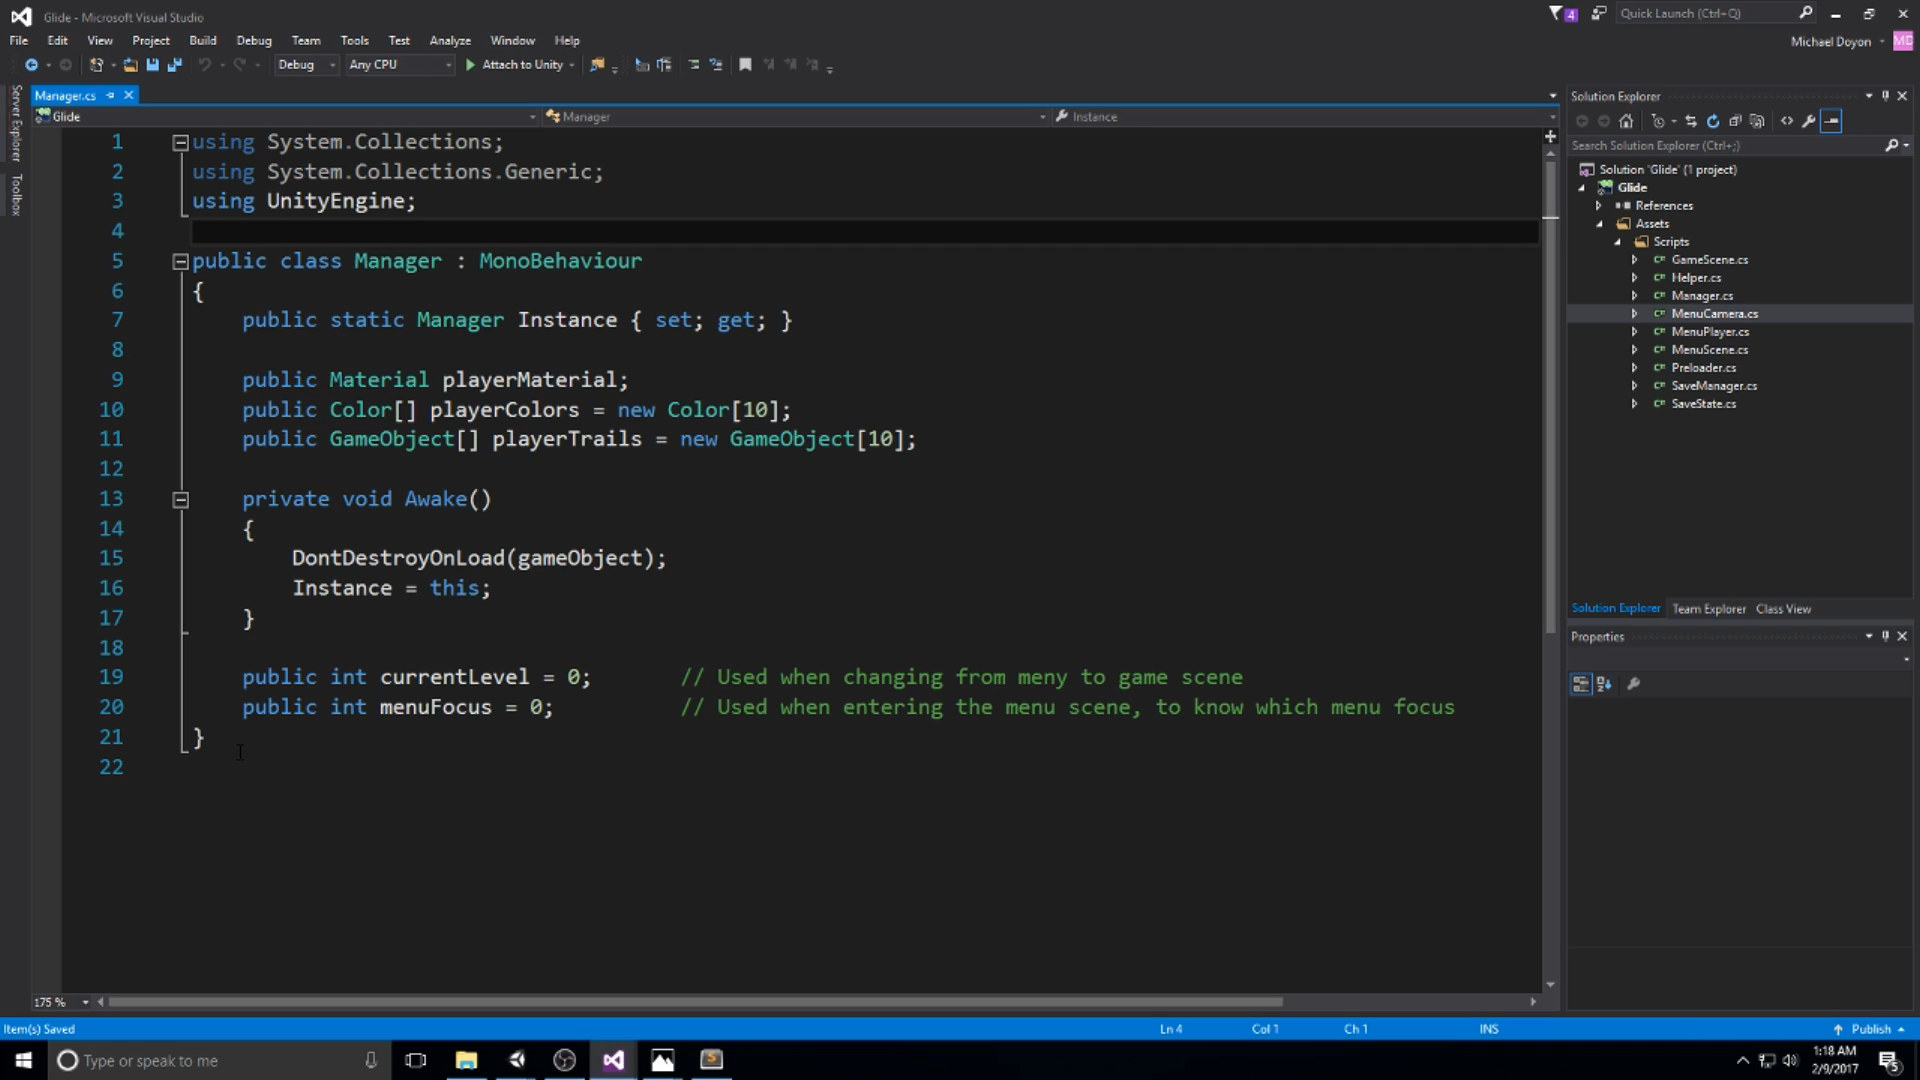 Glide - Microsoft Visual Studio
4
Quick Launch (Ctrl+Q)
File Edit View Project Build Debug Team Tools Test Analyze Window Help
Michael Doyon MD
Debug Any CPU Attach to Unity
Server Explorer
Toolbox
Manager.cs
Glide Manager Instance
1 using System.Collections;
2 using System.Collections.Generic;
3 using UnityEngine;
4
5 public class Manager : MonoBehaviour
6 {
7 public static Manager Instance { set; get; }
8
9 public Material playerMaterial;
10 public Color[] playerColors = new Color[10];
11 public GameObject[] playerTrails = new GameObject[10];
12
13 private void Awake()
14 {
15 DontDestroyOnLoad(gameObject);
16 Instance = this;
17 }
18
19 public int currentLevel = 0; // Used when changing from meny to game scene
20 public int menuFocus = 0; // Used when entering the menu scene, to know which menu focus
21 }
22
175 %
Solution Explorer
Search Solution Explorer (Ctrl+;)
Solution 'Glide' (1 project)
Glide
References
Assets
Scripts
C# GameScene.cs
C# Helper.cs
C# Manager.cs
C# MenuCamera.cs
C# MenuPlayer.cs
C# MenuScene.cs
C# Preloader.cs
C# SaveManager.cs
C# SaveState.cs
Solution Explorer Team Explorer Class View
Properties
Item(s) Saved Ln 4 Col 1 Ch 1 INS Publish
Type or speak to me
1:18 AM
2/9/2017
5